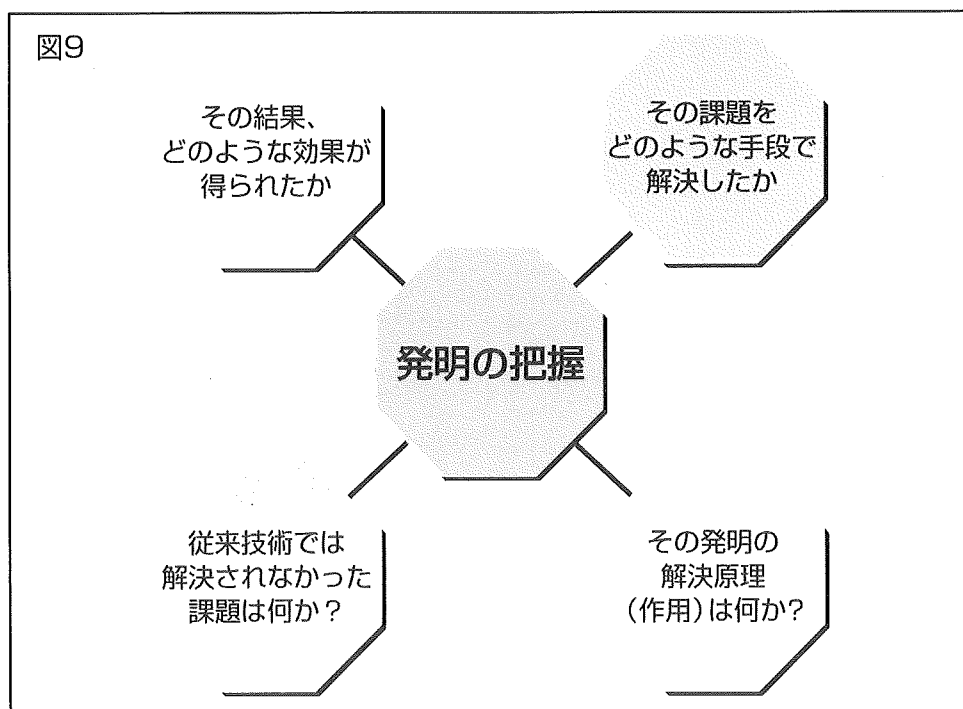 図9
その結果、
どのような効果が
得られたか
その課題を
どのような手段で
解決したか
発明の把握
従来技術では
解決されなかった
課題は何か？
その発明の
解決原理
(作用)は何か?